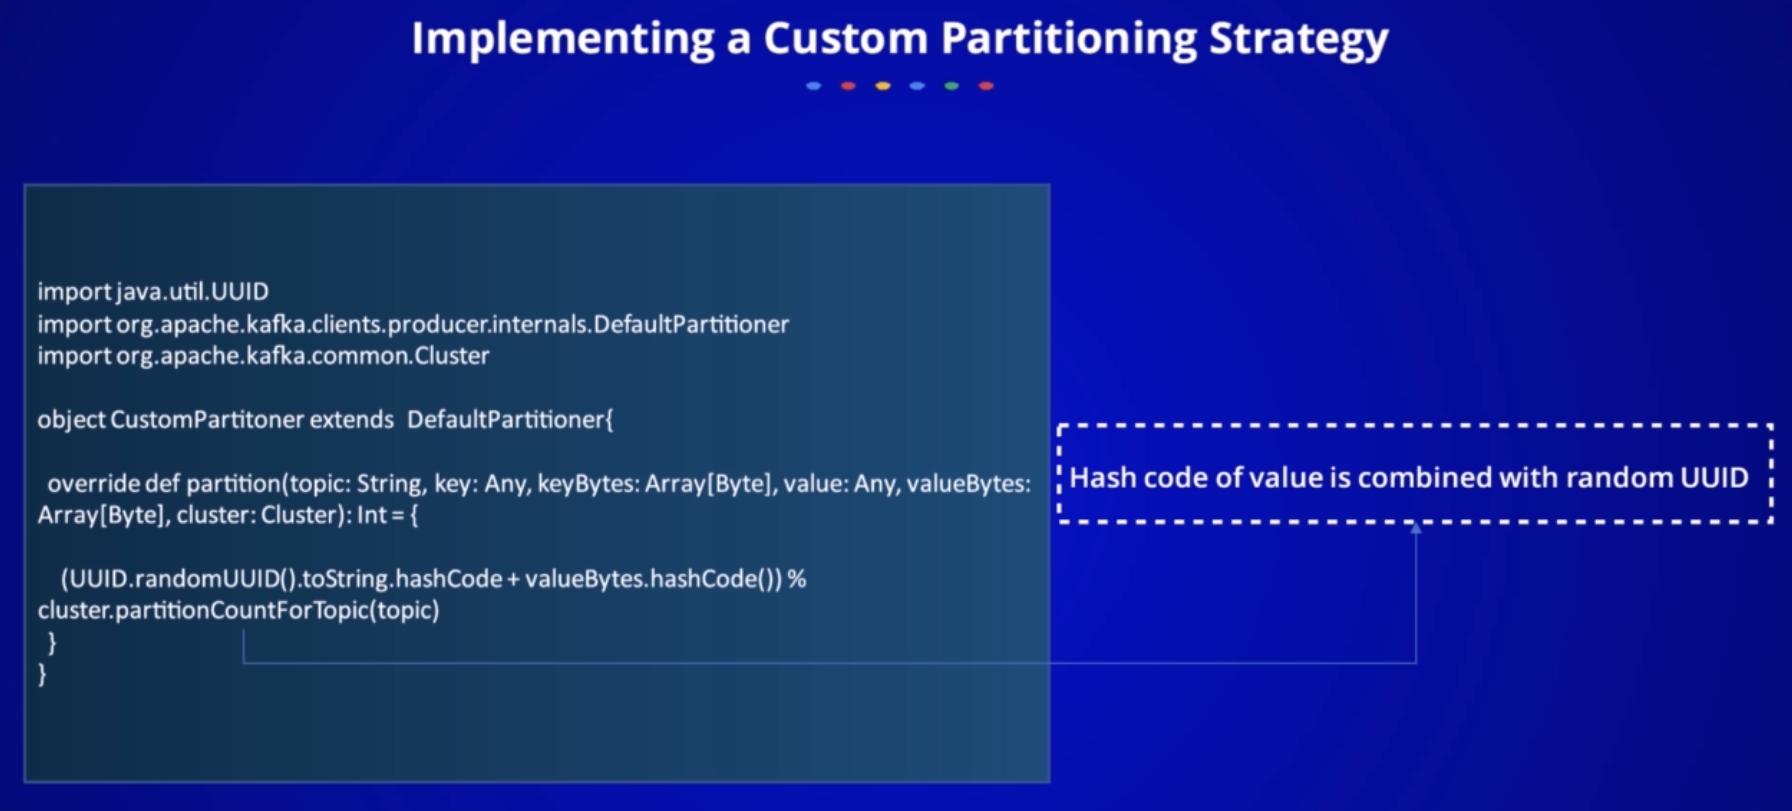 Implementing a Custom Partitioning Strategy
import java.util.UUID
import org.apache.kafka.clients.producer.internals.DefaultPartitioner
import org.apache.kafka.common.Cluster
object CustomPartitoner extends DefaultPartitioner{
override def partition(topic: String, key: Any, keyBytes: Array[Byte], value: Any, valueBytes:
Array[Byte], cluster: Cluster): Int = {
(UUID.randomUUID().toString.hashCode + valueBytes.hashCode()) %
cluster.partitionCountForTopic(topic)
}
}
Hash code of value is combined with random UUID